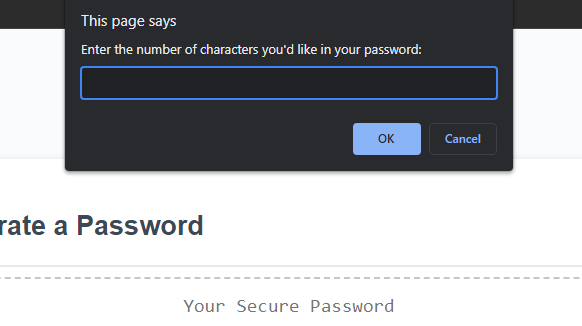 This page says
Enter the number of characters you'd like in your password:
OK Cancel
rate a Password
Your Secure Password